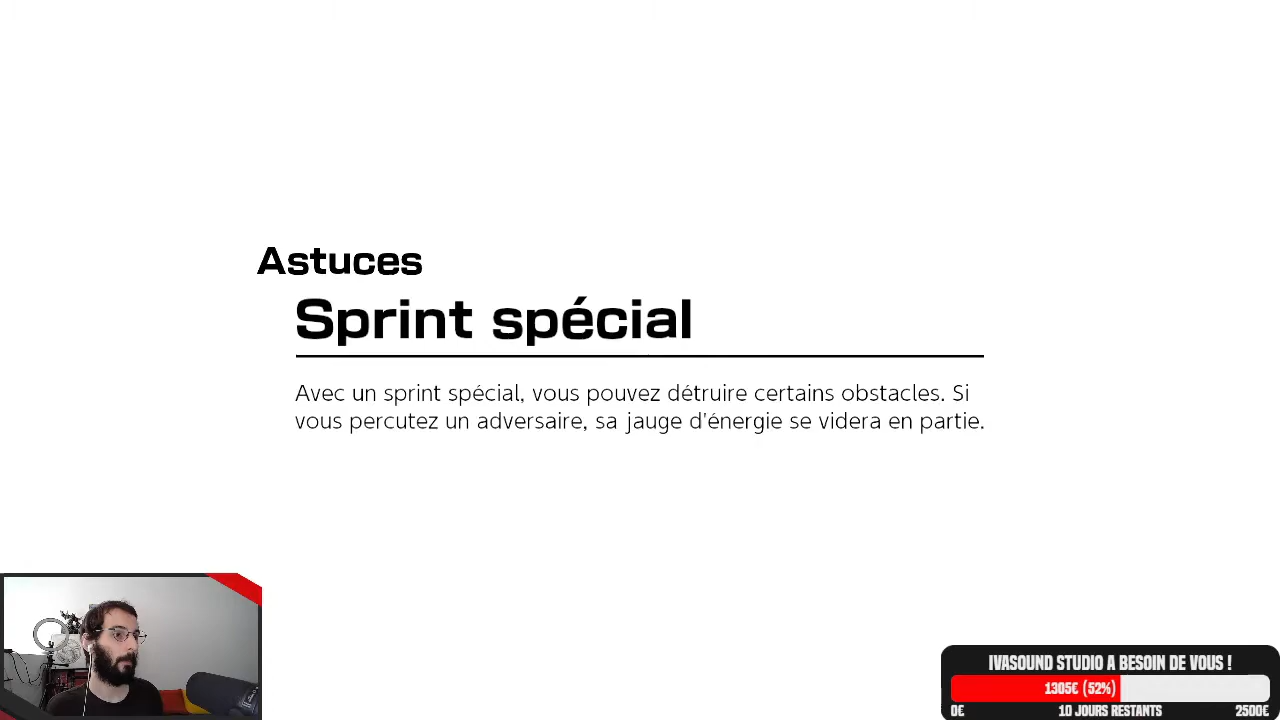 Astuces
Sprint spécial
Avec un sprint spécial, vous pouvez détruire certains obstacles. Si
vous percutez un adversaire, sa jauge d'énergie se videra en partie.
IVASOUND STUDIO A BESOIN DE VOUS !
1305€ (52%)
0€ 10 JOURS RESTANTS 2500€